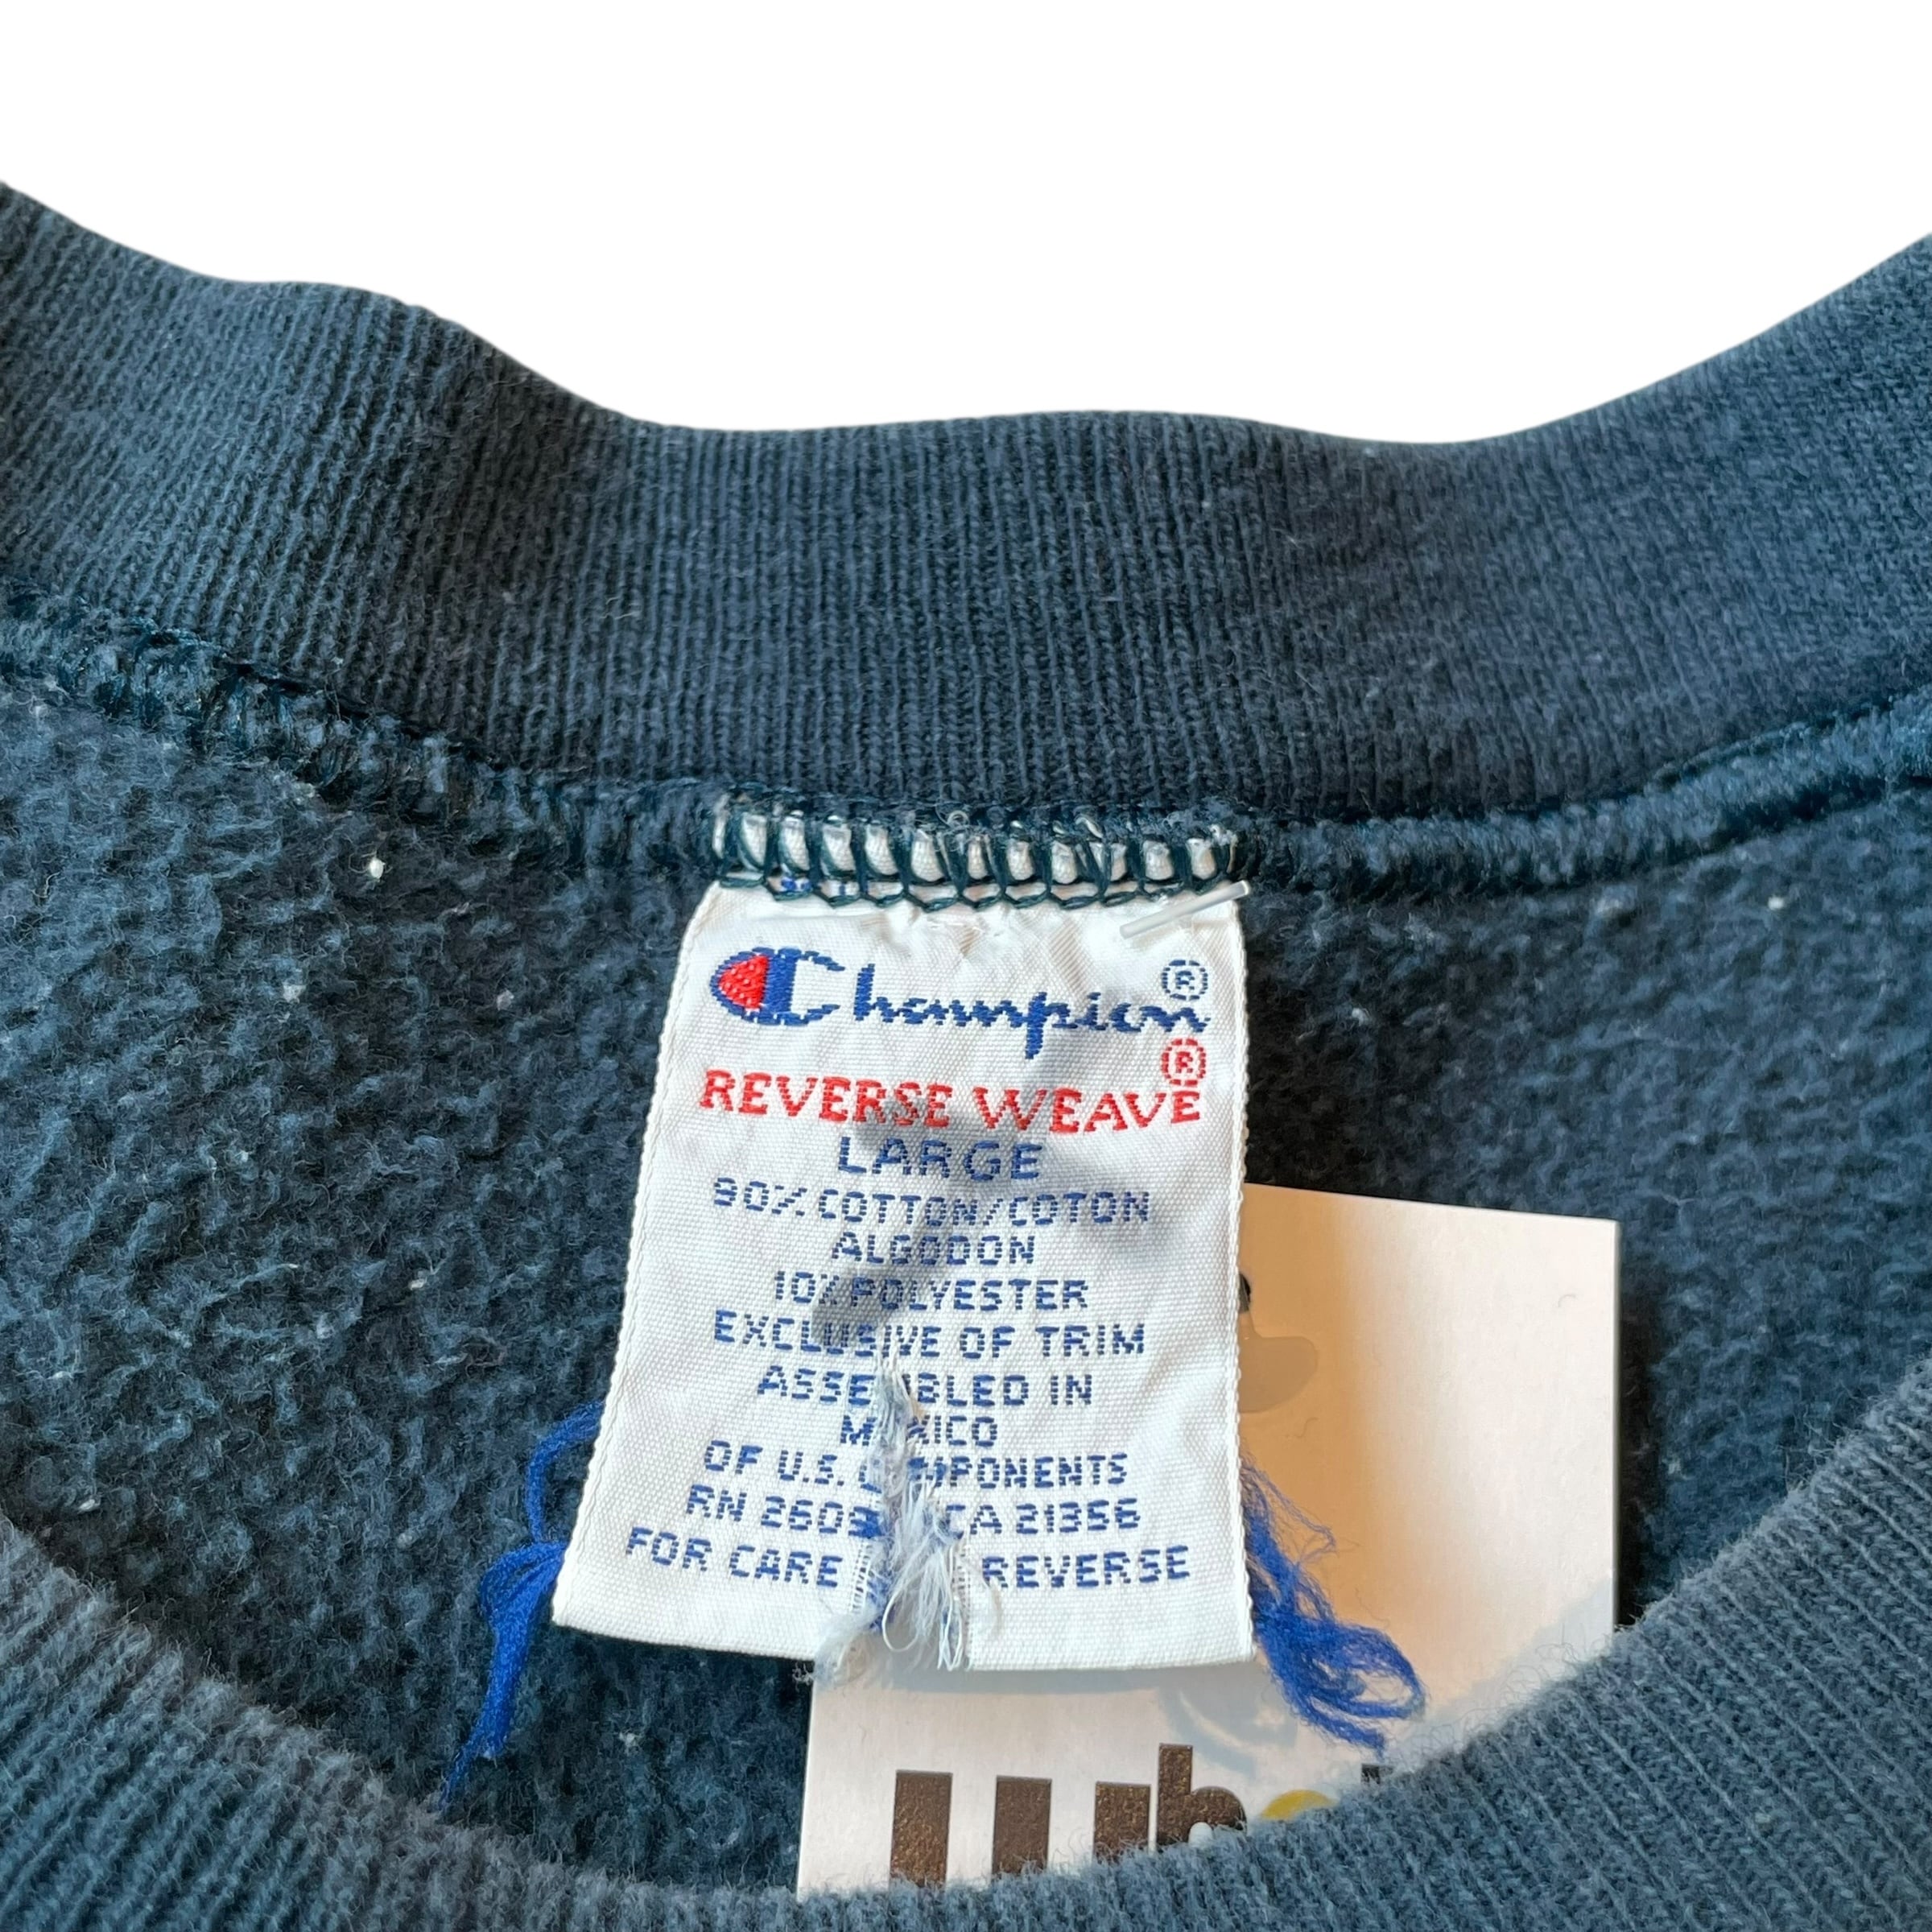 Champion®
REVERSE WEAVE®
LARGE
90% COTTON/COTON
ALGODON
10% POLYESTER
EXCLUSIVE OF TRIM
ASSEMBLED IN
MEXICO
OF U.S. COMPONENTS
RN 26094 CA 21356
FOR CARE REVERSE